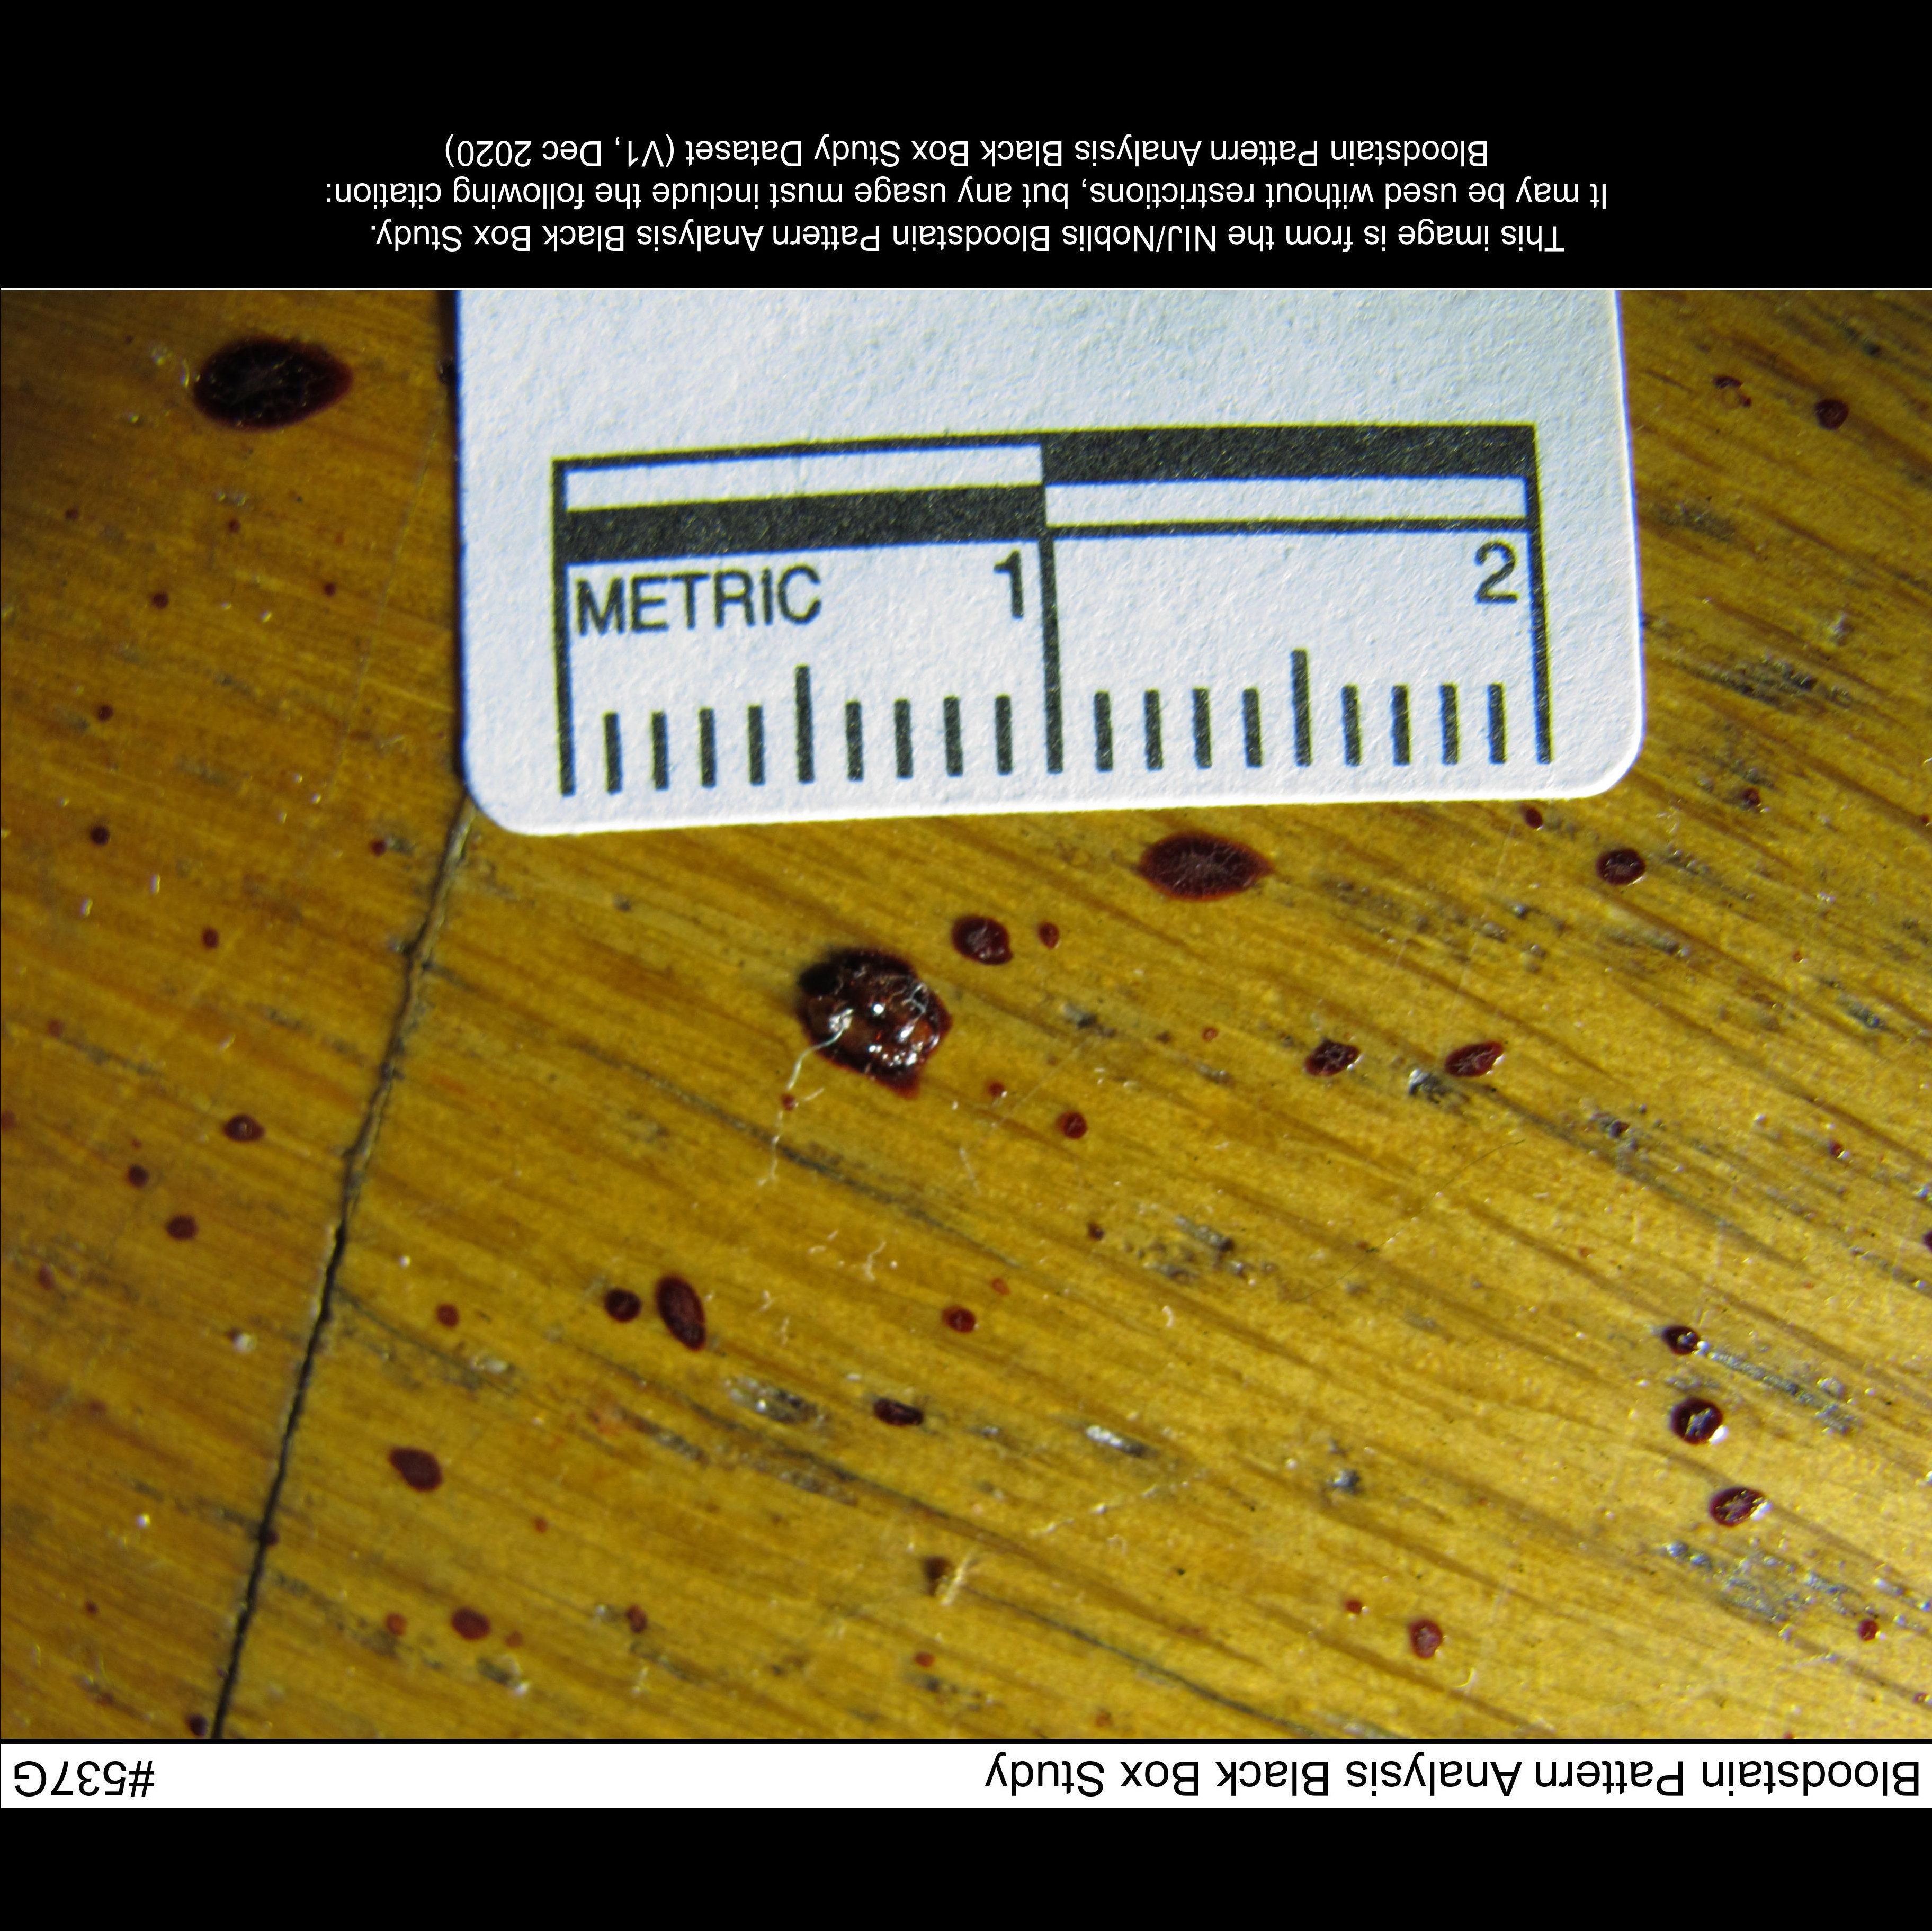 Bloodstain Pattern Analysis Black Box Study #537G
METRIC 1 2
This image is from the NIJ/Noblis Bloodstain Pattern Analysis Black Box Study.
It may be used without restrictions, but any usage must include the following citation:
Bloodstain Pattern Analysis Black Box Study Dataset (V1, Dec 2020)